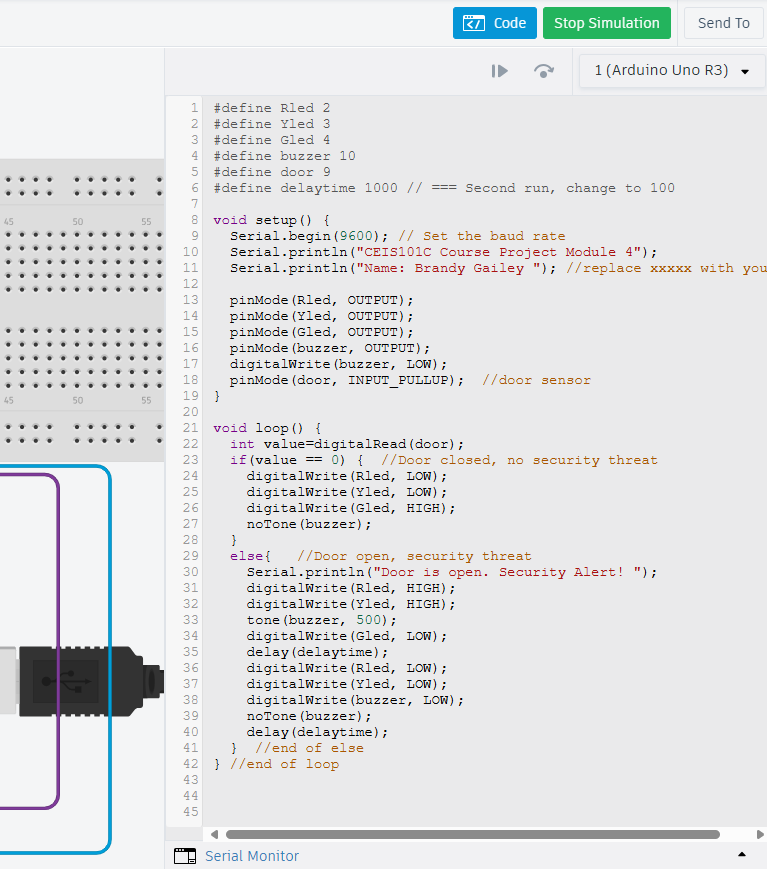 Code
Stop Simulation
Send To
1 (Arduino Uno R3)
45 50 55
45 50 55
1 #define Rled 2
2 #define Yled 3
3 #define Gled 4
4 #define buzzer 10
5 #define door 9
6 #define delaytime 1000 // === Second run, change to 100
7
8 void setup() {
9   Serial.begin(9600); // Set the baud rate
10   Serial.println("CEIS101C Course Project Module 4");
11   Serial.println("Name: Brandy Gailey "); //replace xxxxx with you
12
13   pinMode(Rled, OUTPUT);
14   pinMode(Yled, OUTPUT);
15   pinMode(Gled, OUTPUT);
16   pinMode(buzzer, OUTPUT);
17   digitalWrite(buzzer, LOW);
18   pinMode(door, INPUT_PULLUP);  //door sensor
19 }
20
21 void loop() {
22   int value=digitalRead(door);
23   if(value == 0) {  //Door closed, no security threat
24     digitalWrite(Rled, LOW);
25     digitalWrite(Yled, LOW);
26     digitalWrite(Gled, HIGH);
27     noTone(buzzer);
28   }
29   else{   //Door open, security threat
30     Serial.println("Door is open. Security Alert! ");
31     digitalWrite(Rled, HIGH);
32     digitalWrite(Yled, HIGH);
33     tone(buzzer, 500);
34     digitalWrite(Gled, LOW);
35     delay(delaytime);
36     digitalWrite(Rled, LOW);
37     digitalWrite(Yled, LOW);
38     digitalWrite(buzzer, LOW);
39     noTone(buzzer);
40     delay(delaytime);
41   }  //end of else
42 } //end of loop
43
44
45
Serial Monitor